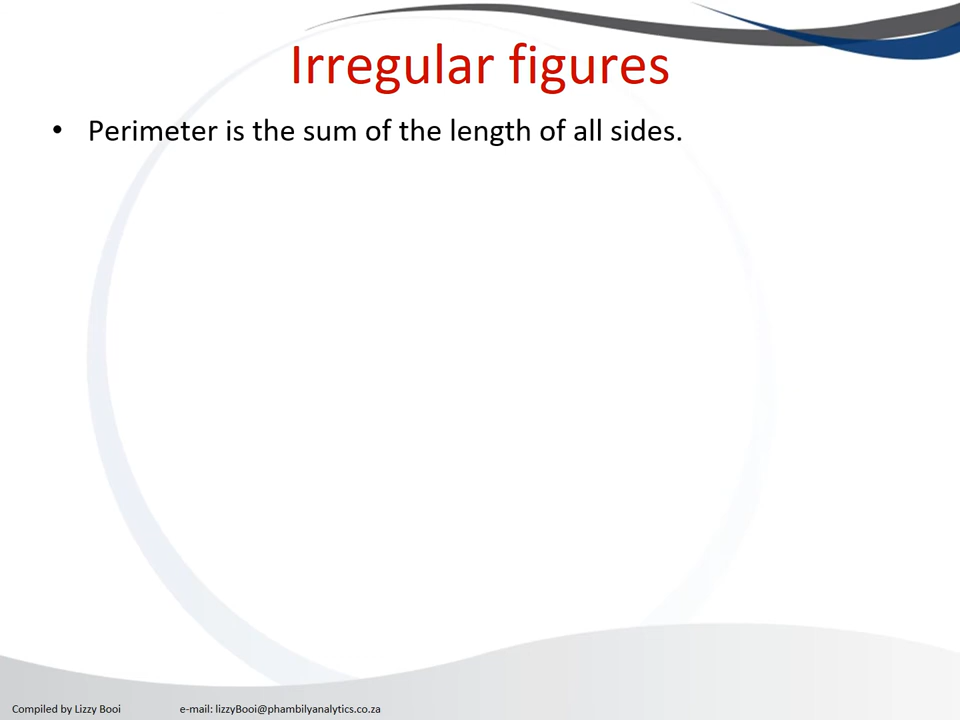 Irregular figures
• Perimeter is the sum of the length of all sides.
Compiled by Lizzy Booi e-mail: lizzyBooi@phambilyanalytics.co.za